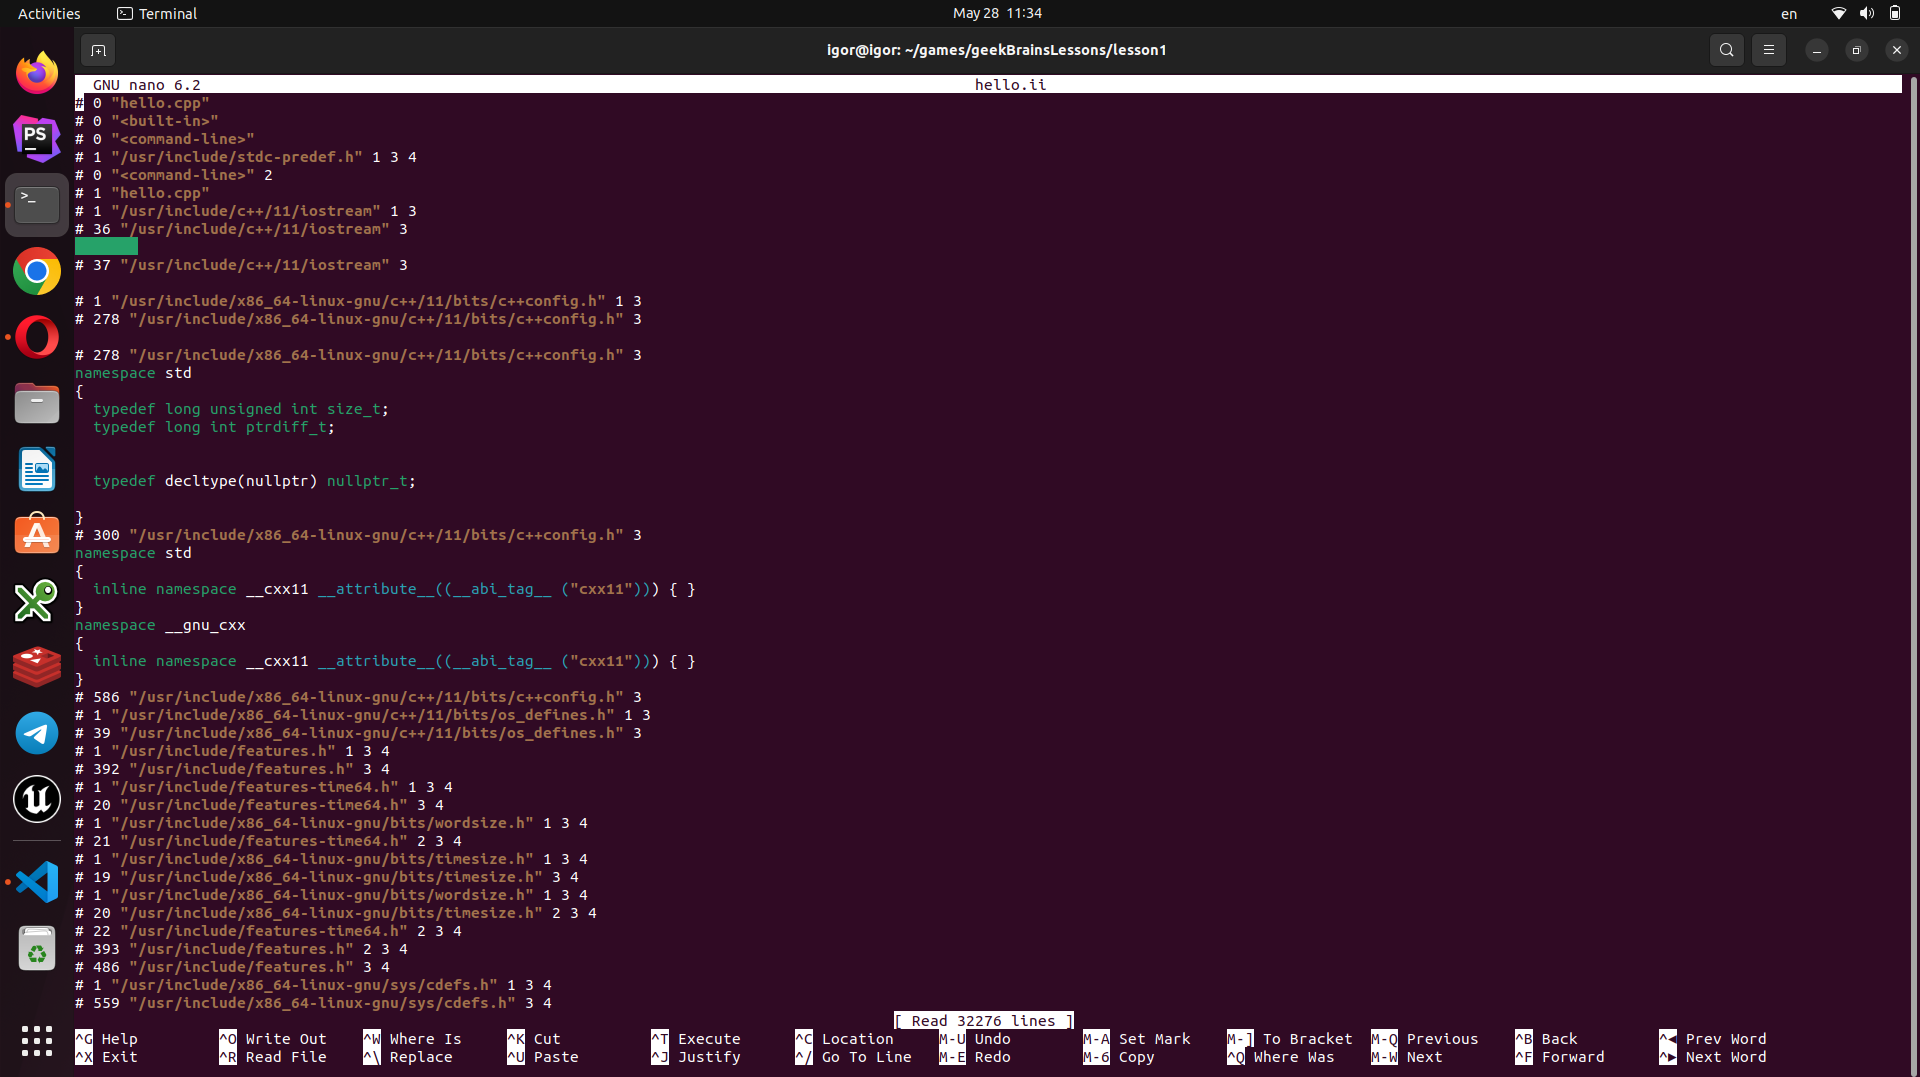 Activities
Terminal
May 28 11:34
en
igor@igor: ~/games/geekBrainsLessons/lesson1
GNU nano 6.2
hello.ii
# 0 "hello.cpp"
# 0 "<built-in>"
# 0 "<command-line>"
# 1 "/usr/include/stdc-predef.h" 1 3 4
# 0 "<command-line>" 2
# 1 "hello.cpp"
# 1 "/usr/include/c++/11/iostream" 1 3
# 36 "/usr/include/c++/11/iostream" 3
# 37 "/usr/include/c++/11/iostream" 3
# 1 "/usr/include/x86_64-linux-gnu/c++/11/bits/c++config.h" 1 3
# 278 "/usr/include/x86_64-linux-gnu/c++/11/bits/c++config.h" 3
# 278 "/usr/include/x86_64-linux-gnu/c++/11/bits/c++config.h" 3
namespace std
{
typedef long unsigned int size_t;
typedef long int ptrdiff_t;
typedef decltype(nullptr) nullptr_t;
}
# 300 "/usr/include/x86_64-linux-gnu/c++/11/bits/c++config.h" 3
namespace std
{
inline namespace __cxx11 __attribute__((__abi_tag__ ("cxx11"))) { }
}
namespace __gnu_cxx
{
inline namespace __cxx11 __attribute__((__abi_tag__ ("cxx11"))) { }
}
# 586 "/usr/include/x86_64-linux-gnu/c++/11/bits/c++config.h" 3
# 1 "/usr/include/x86_64-linux-gnu/c++/11/bits/os_defines.h" 1 3
# 39 "/usr/include/x86_64-linux-gnu/c++/11/bits/os_defines.h" 3
# 1 "/usr/include/features.h" 1 3 4
# 392 "/usr/include/features.h" 3 4
# 1 "/usr/include/features-time64.h" 1 3 4
# 20 "/usr/include/features-time64.h" 3 4
# 1 "/usr/include/x86_64-linux-gnu/bits/wordsize.h" 1 3 4
# 21 "/usr/include/features-time64.h" 2 3 4
# 1 "/usr/include/x86_64-linux-gnu/bits/timesize.h" 1 3 4
# 19 "/usr/include/x86_64-linux-gnu/bits/timesize.h" 3 4
# 1 "/usr/include/x86_64-linux-gnu/bits/wordsize.h" 1 3 4
# 20 "/usr/include/x86_64-linux-gnu/bits/timesize.h" 2 3 4
# 22 "/usr/include/features-time64.h" 2 3 4
# 393 "/usr/include/features.h" 2 3 4
# 486 "/usr/include/features.h" 3 4
# 1 "/usr/include/x86_64-linux-gnu/sys/cdefs.h" 1 3 4
# 559 "/usr/include/x86_64-linux-gnu/sys/cdefs.h" 3 4
[ Read 32276 lines ]
^G Help ^O Write Out ^W Where Is ^K Cut ^T Execute ^C Location M-U Undo M-A Set Mark M-] To Bracket M-Q Previous ^B Back ^◀ Prev Word
^X Exit ^R Read File ^\ Replace ^U Paste ^J Justify ^/ Go To Line M-E Redo M-6 Copy ^Q Where Was M-W Next ^F Forward ^▶ Next Word
PS
>_